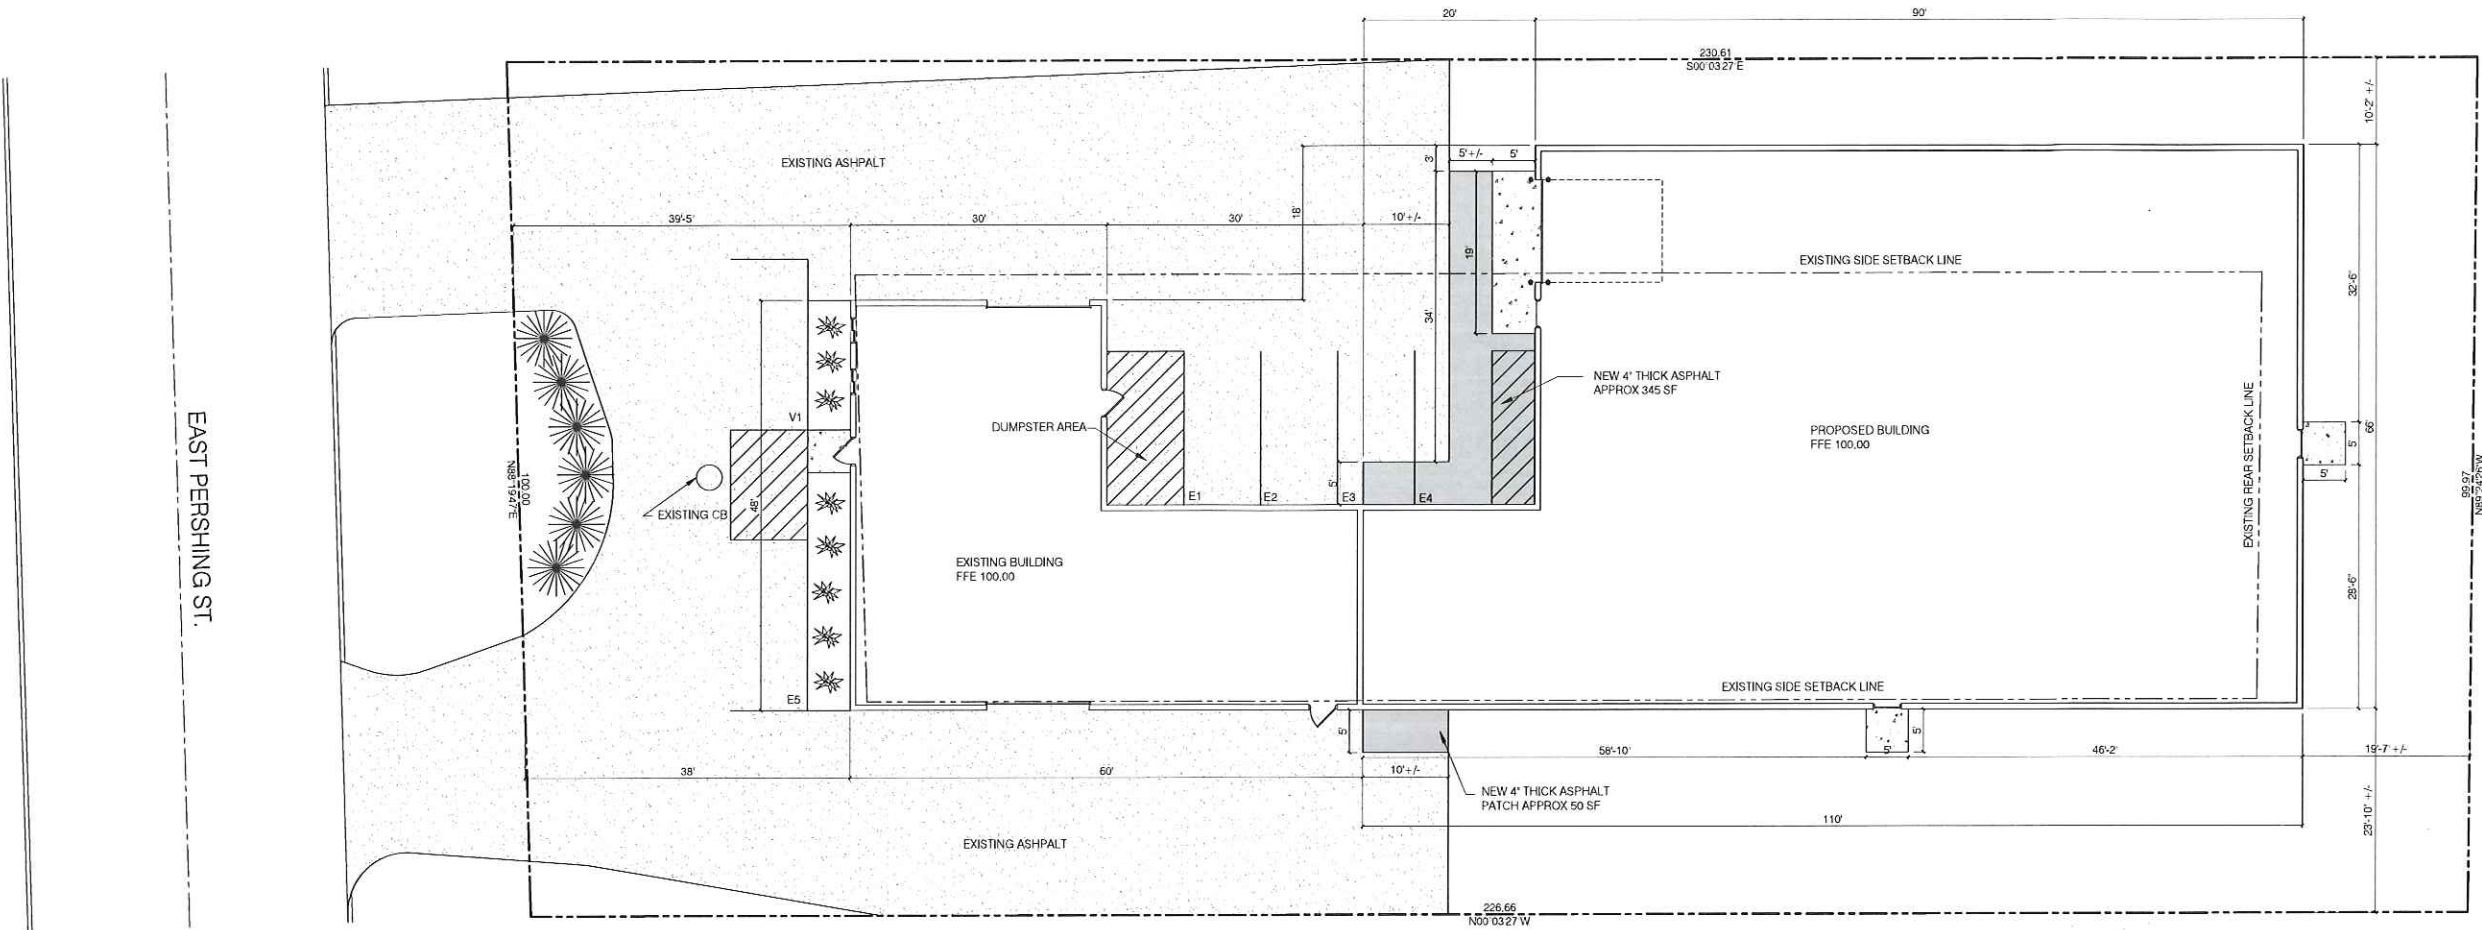 20'
90'
230.61
S00°03'27"E
10'-2" +/-
EXISTING ASHPALT
3'
5'+/-
5'
39'-5"
30'
30'
18'
10'+/-
19'
34'
EXISTING SIDE SETBACK LINE
32'-6"
NEW 4" THICK ASPHALT
APPROX 345 SF
V1
DUMPSTER AREA
PROPOSED BUILDING
FFE 100.00
EXISTING REAR SETBACK LINE
66'
5'
5'
99.97
N89°24'26"W
EAST PERSHING ST.
100.00
N88°19'47"E
EXISTING CB
48'
E1
E2
5'
E3
E4
EXISTING BUILDING
FFE 100.00
28'-6"
E5
EXISTING SIDE SETBACK LINE
5'
58'-10"
5'
5'
46'-2"
19'-7" +/-
38'
60'
10'+/-
NEW 4" THICK ASPHALT
PATCH APPROX 50 SF
110'
23'-10" +/-
EXISTING ASHPALT
226.66
N00°03'27"W